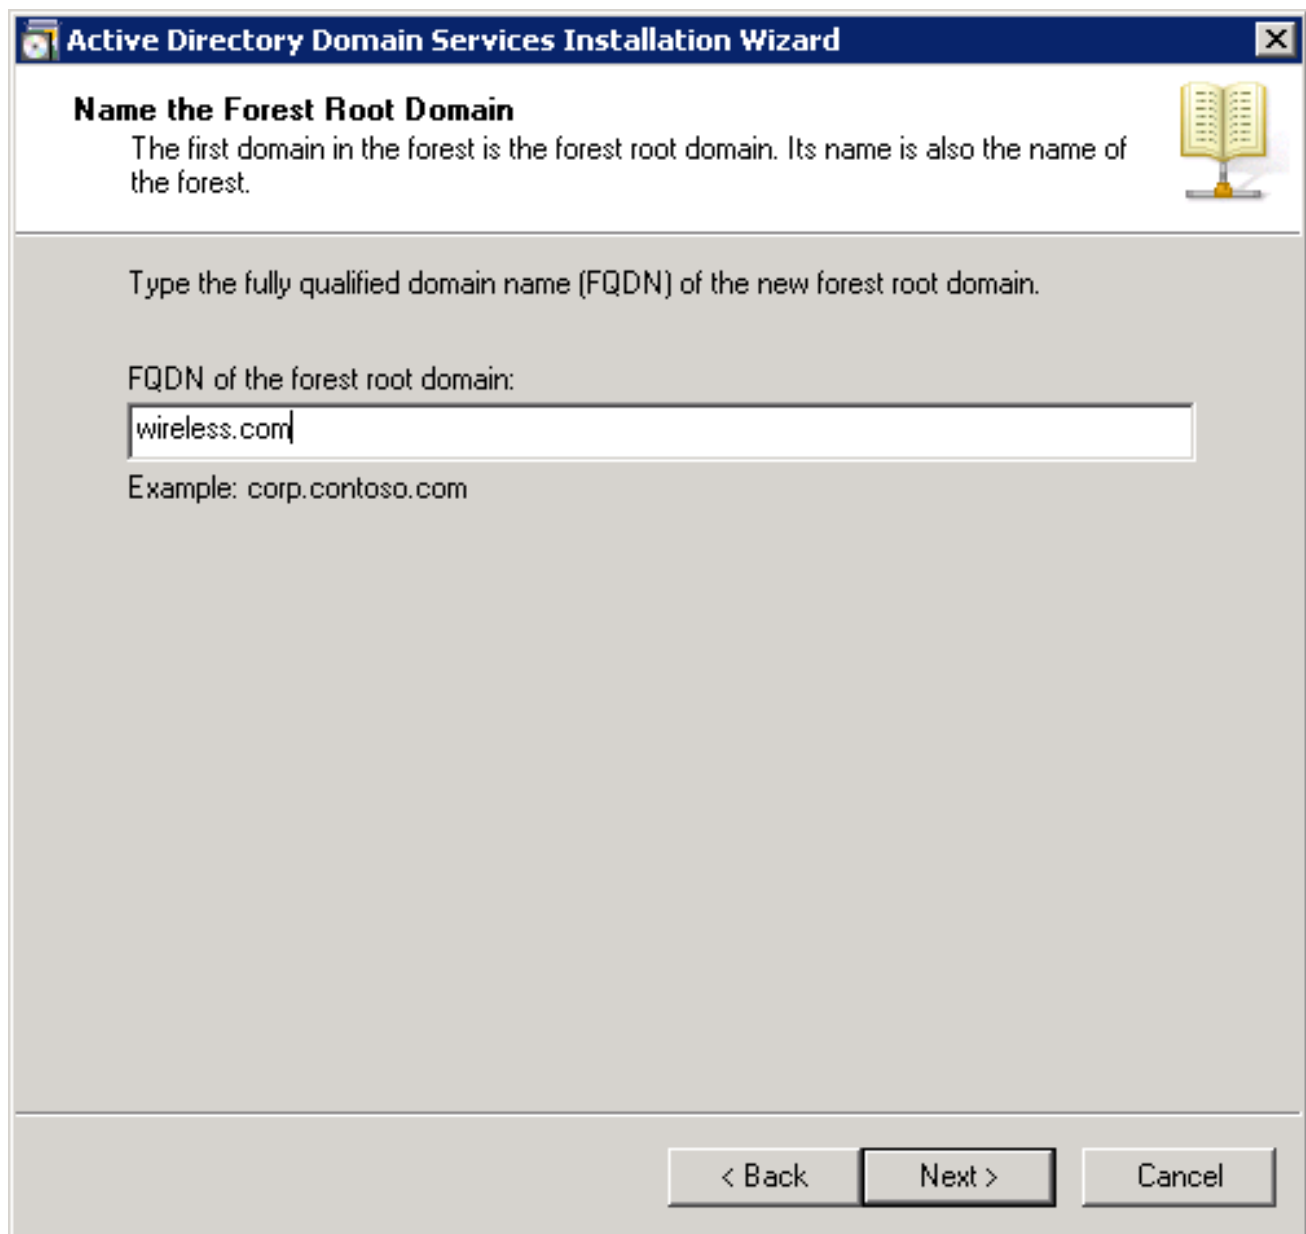 Active Directory Domain Services Installation Wizard
Name the Forest Root Domain
The first domain in the forest is the forest root domain. Its name is also the name of
the forest.
Type the fully qualified domain name (FQDN) of the new forest root domain.
FQDN of the forest root domain:
wireless.com
Example: corp.contoso.com
< Back
Next >
Cancel